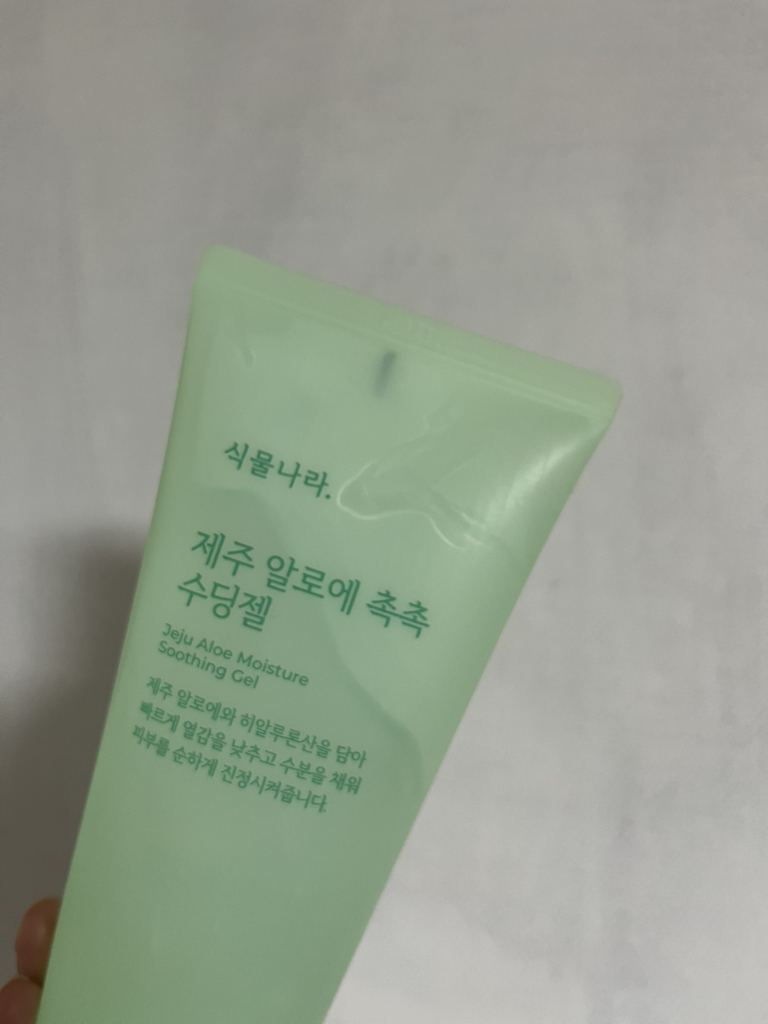 식물나라.
제주 알로에 촉촉
수딩젤
Jeju Aloe Moisture
Soothing Gel
제주 알로에와 히알루론산을 담아
빠르게 열감을 낮추고 수분을 채워
피부를 순하게 진정시켜줍니다.